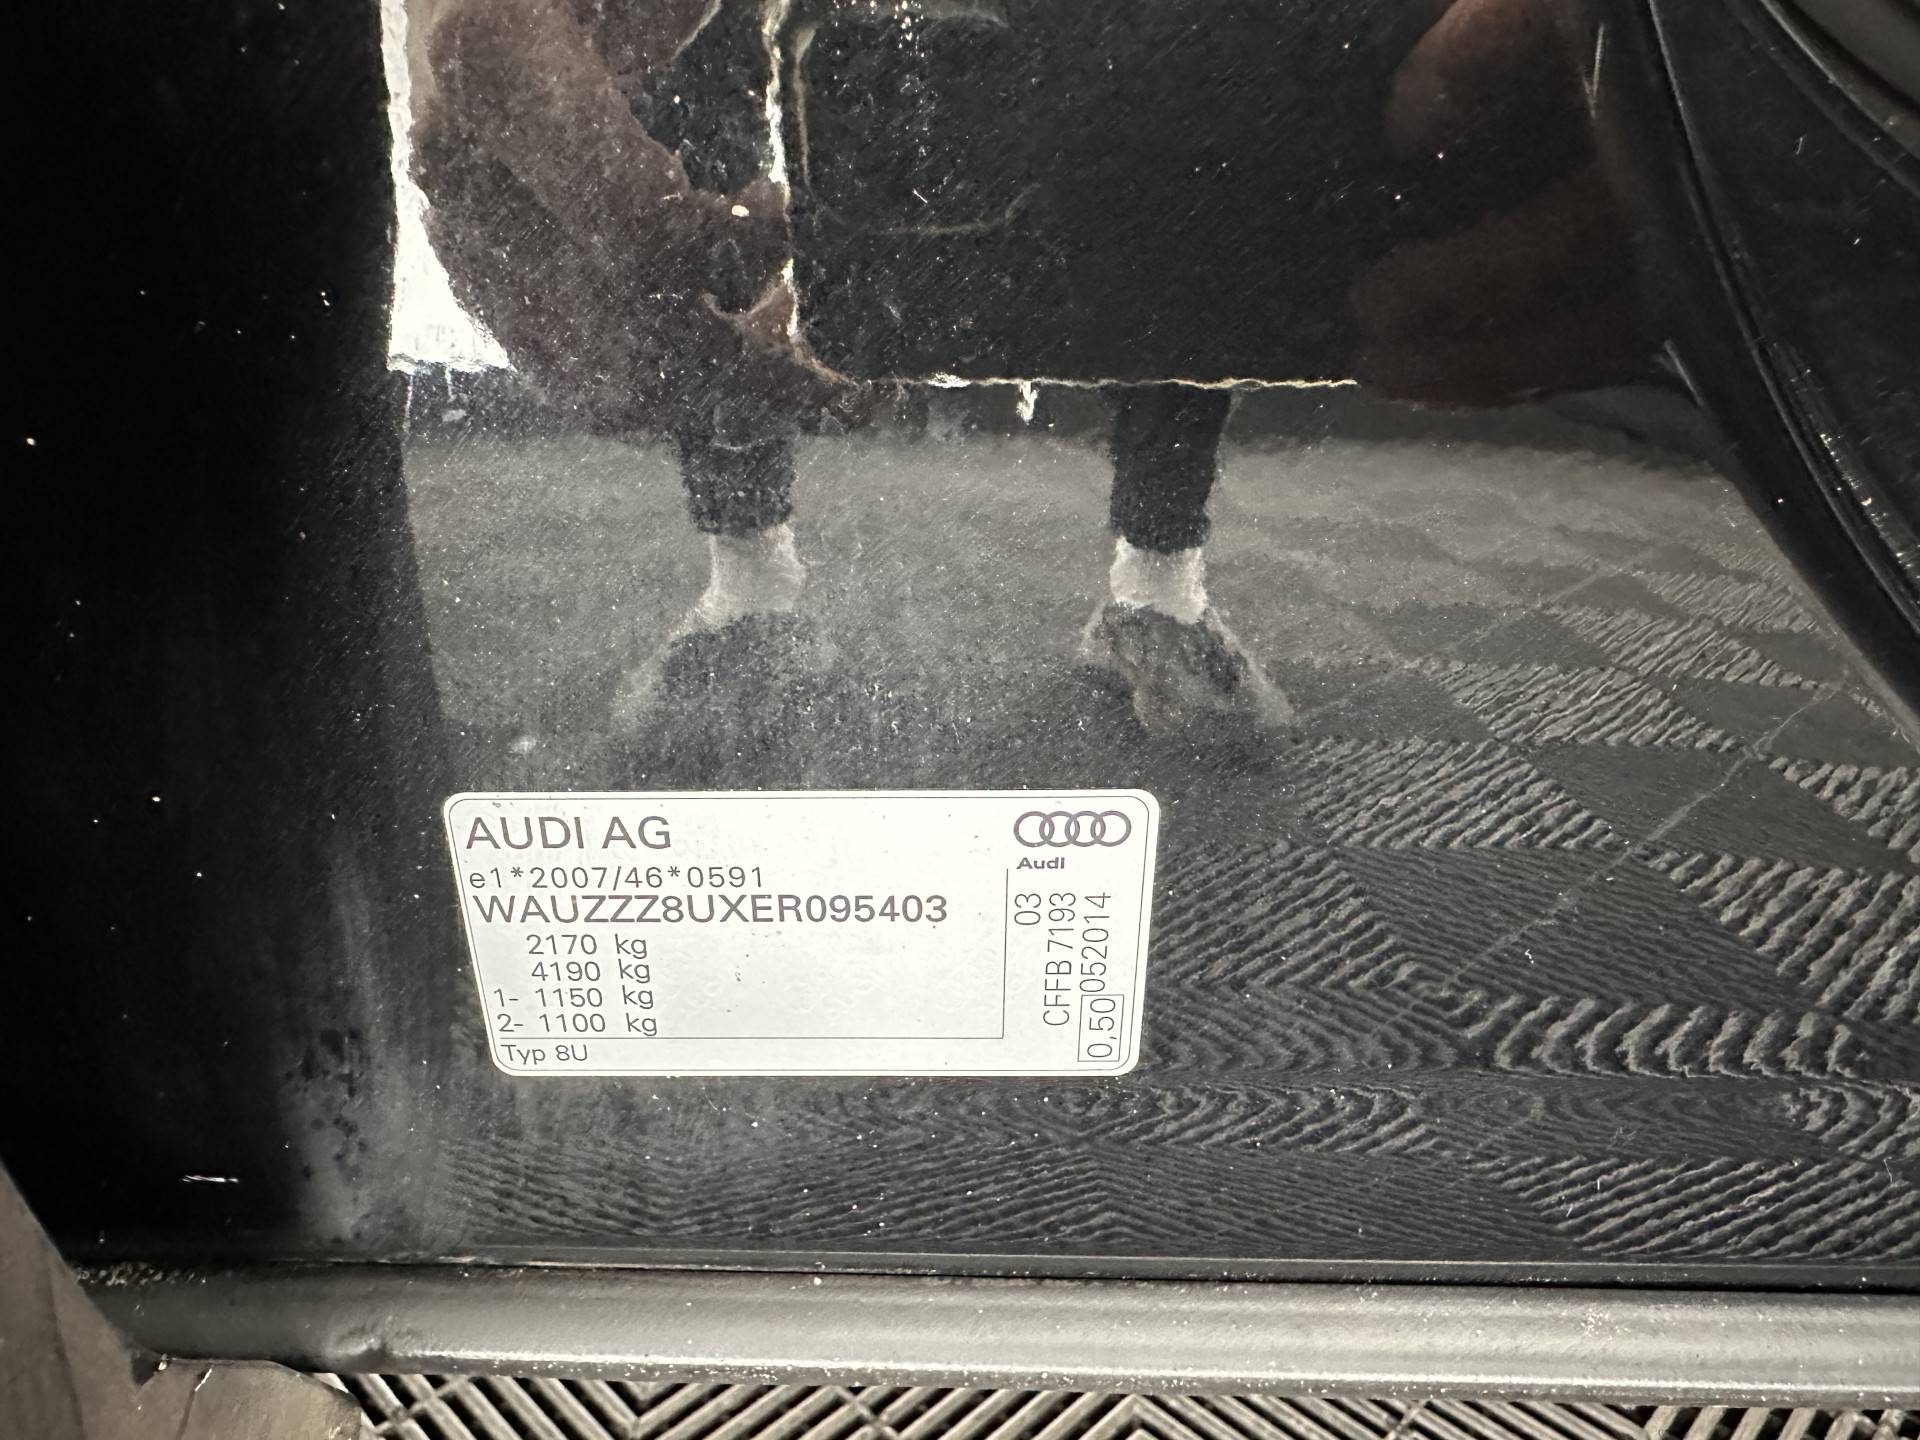 AUDI AG
Audi
e1*2007/46*0591
WAUZZZ8UXER095403
2170 kg
4190 kg
1- 1150 kg
2- 1100 kg
Typ 8U
03
CFFB 7193
0,50 052014